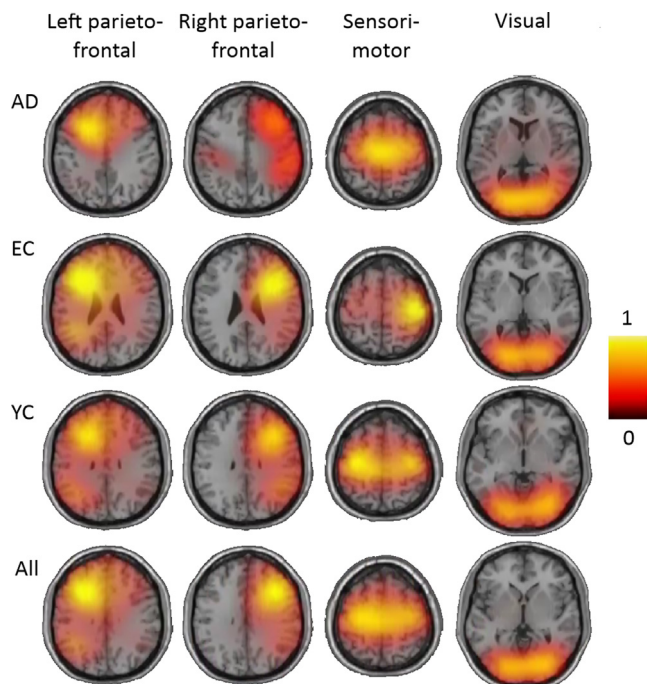 Left parieto-
frontal
Right parieto-
frontal
Sensori-
motor
Visual
AD
EC
1
0
YC
All